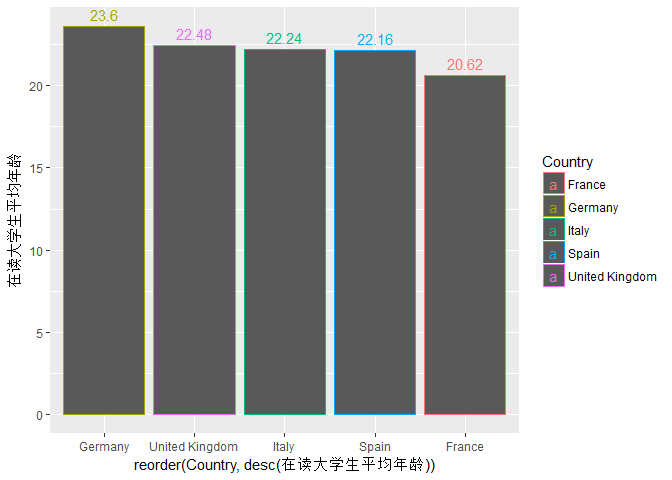 23.6
22.48
22.24
22.16
20.62
20
15
10
5
0
在读大学生平均年龄
Germany
United Kingdom
Italy
Spain
France
reorder(Country, desc(在读大学生平均年龄))
Country
a France
a Germany
a Italy
a Spain
a United Kingdom